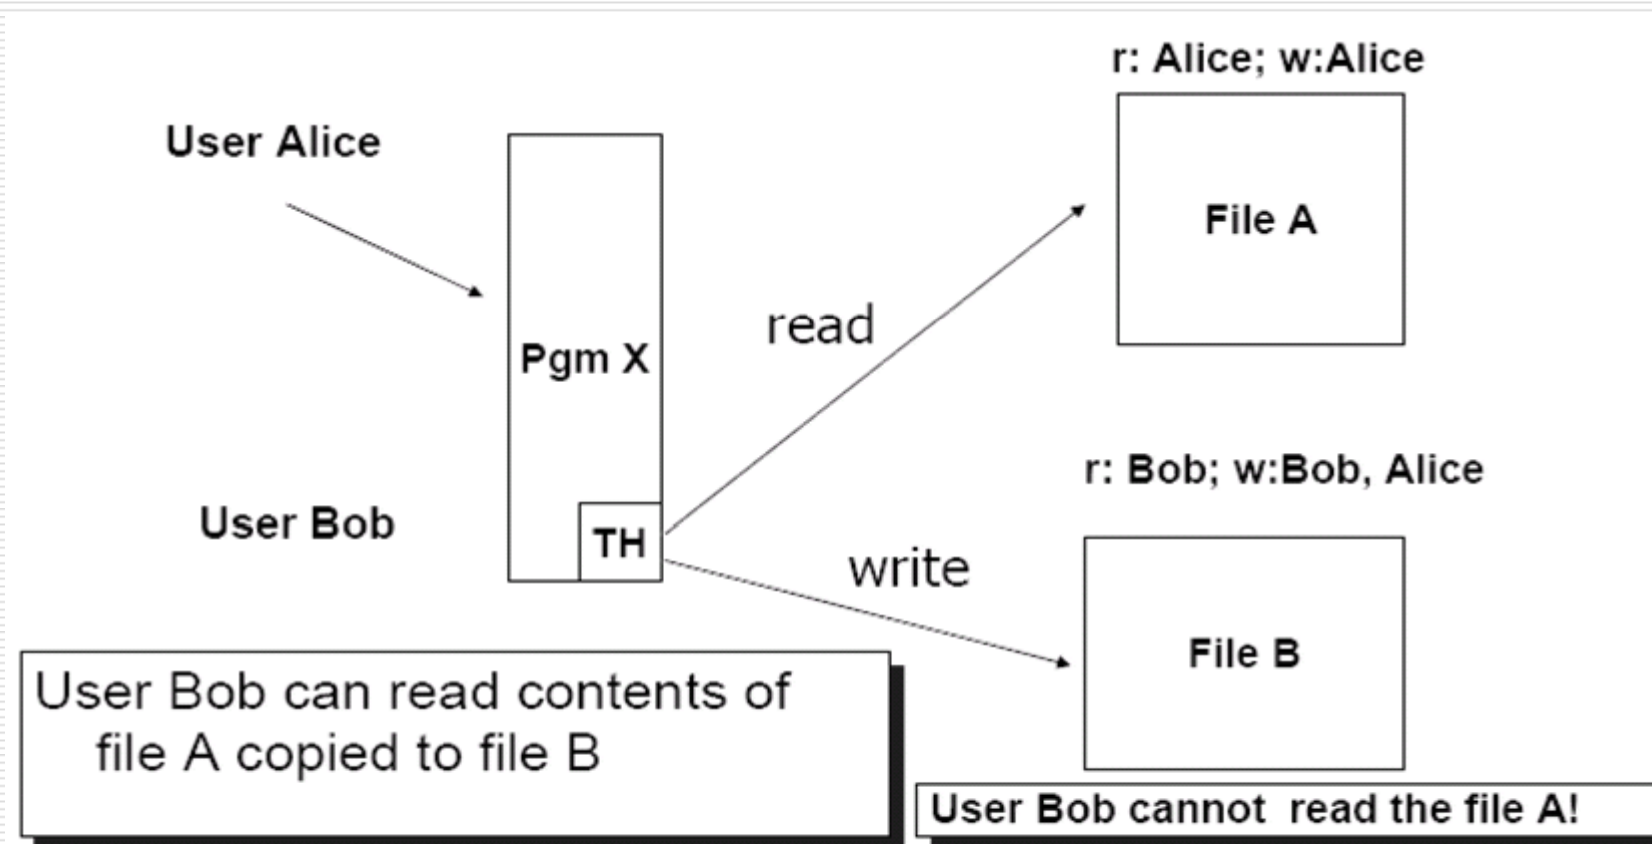 r: Alice; w:Alice
User Alice
File A
read
Pgm X
r: Bob; w:Bob, Alice
User Bob
TH
write
File B
User Bob can read contents of
file A copied to file B
User Bob cannot  read the file A!